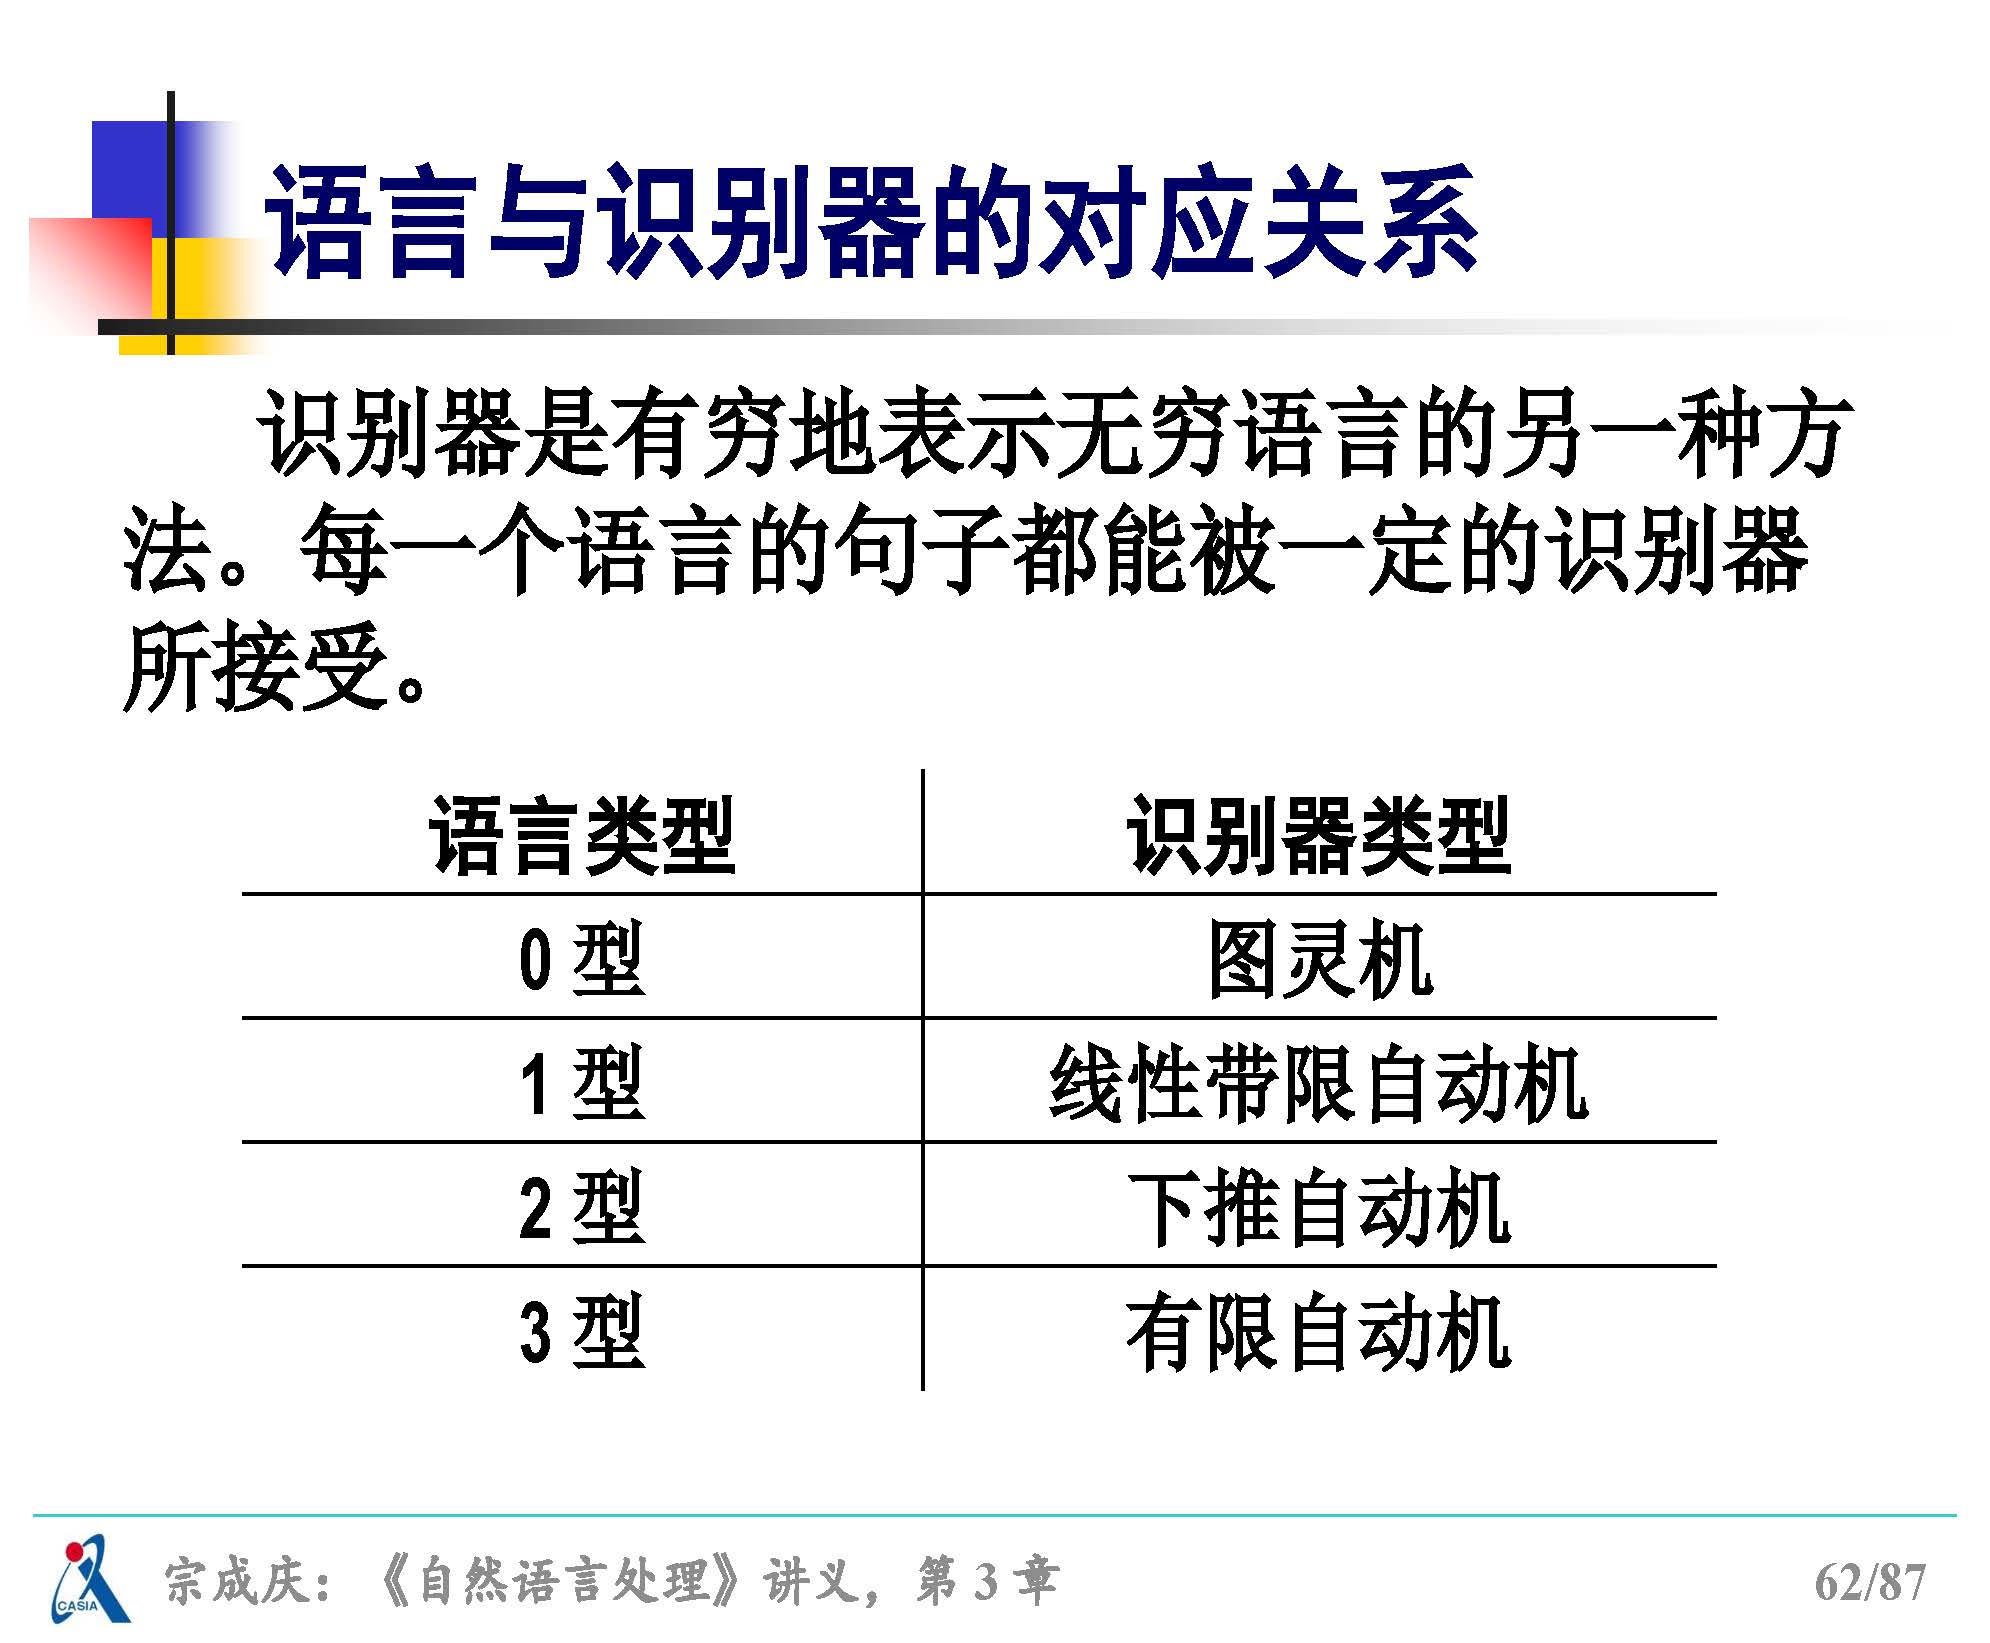 语言与识别器的对应关系
识别器是有穷地表示无穷语言的另一种方
法。每一个语言的句子都能被一定的识别器
所接受。
语言类型 识别器类型
0 型 图灵机
1 型 线性带限自动机
2 型 下推自动机
3 型 有限自动机
CASIA
宗成庆：《自然语言处理》讲义，第 3 章 62/87